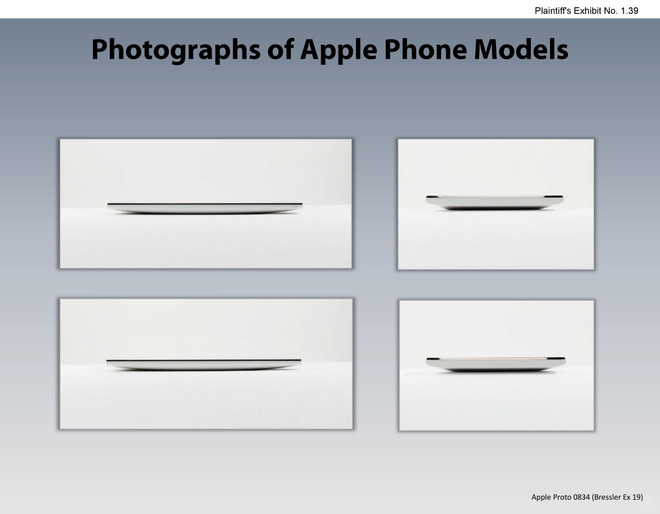 Plaintiff's Exhibit No. 1.39
Photographs of Apple Phone Models
Apple Proto 0834 (Bressler Ex 19)